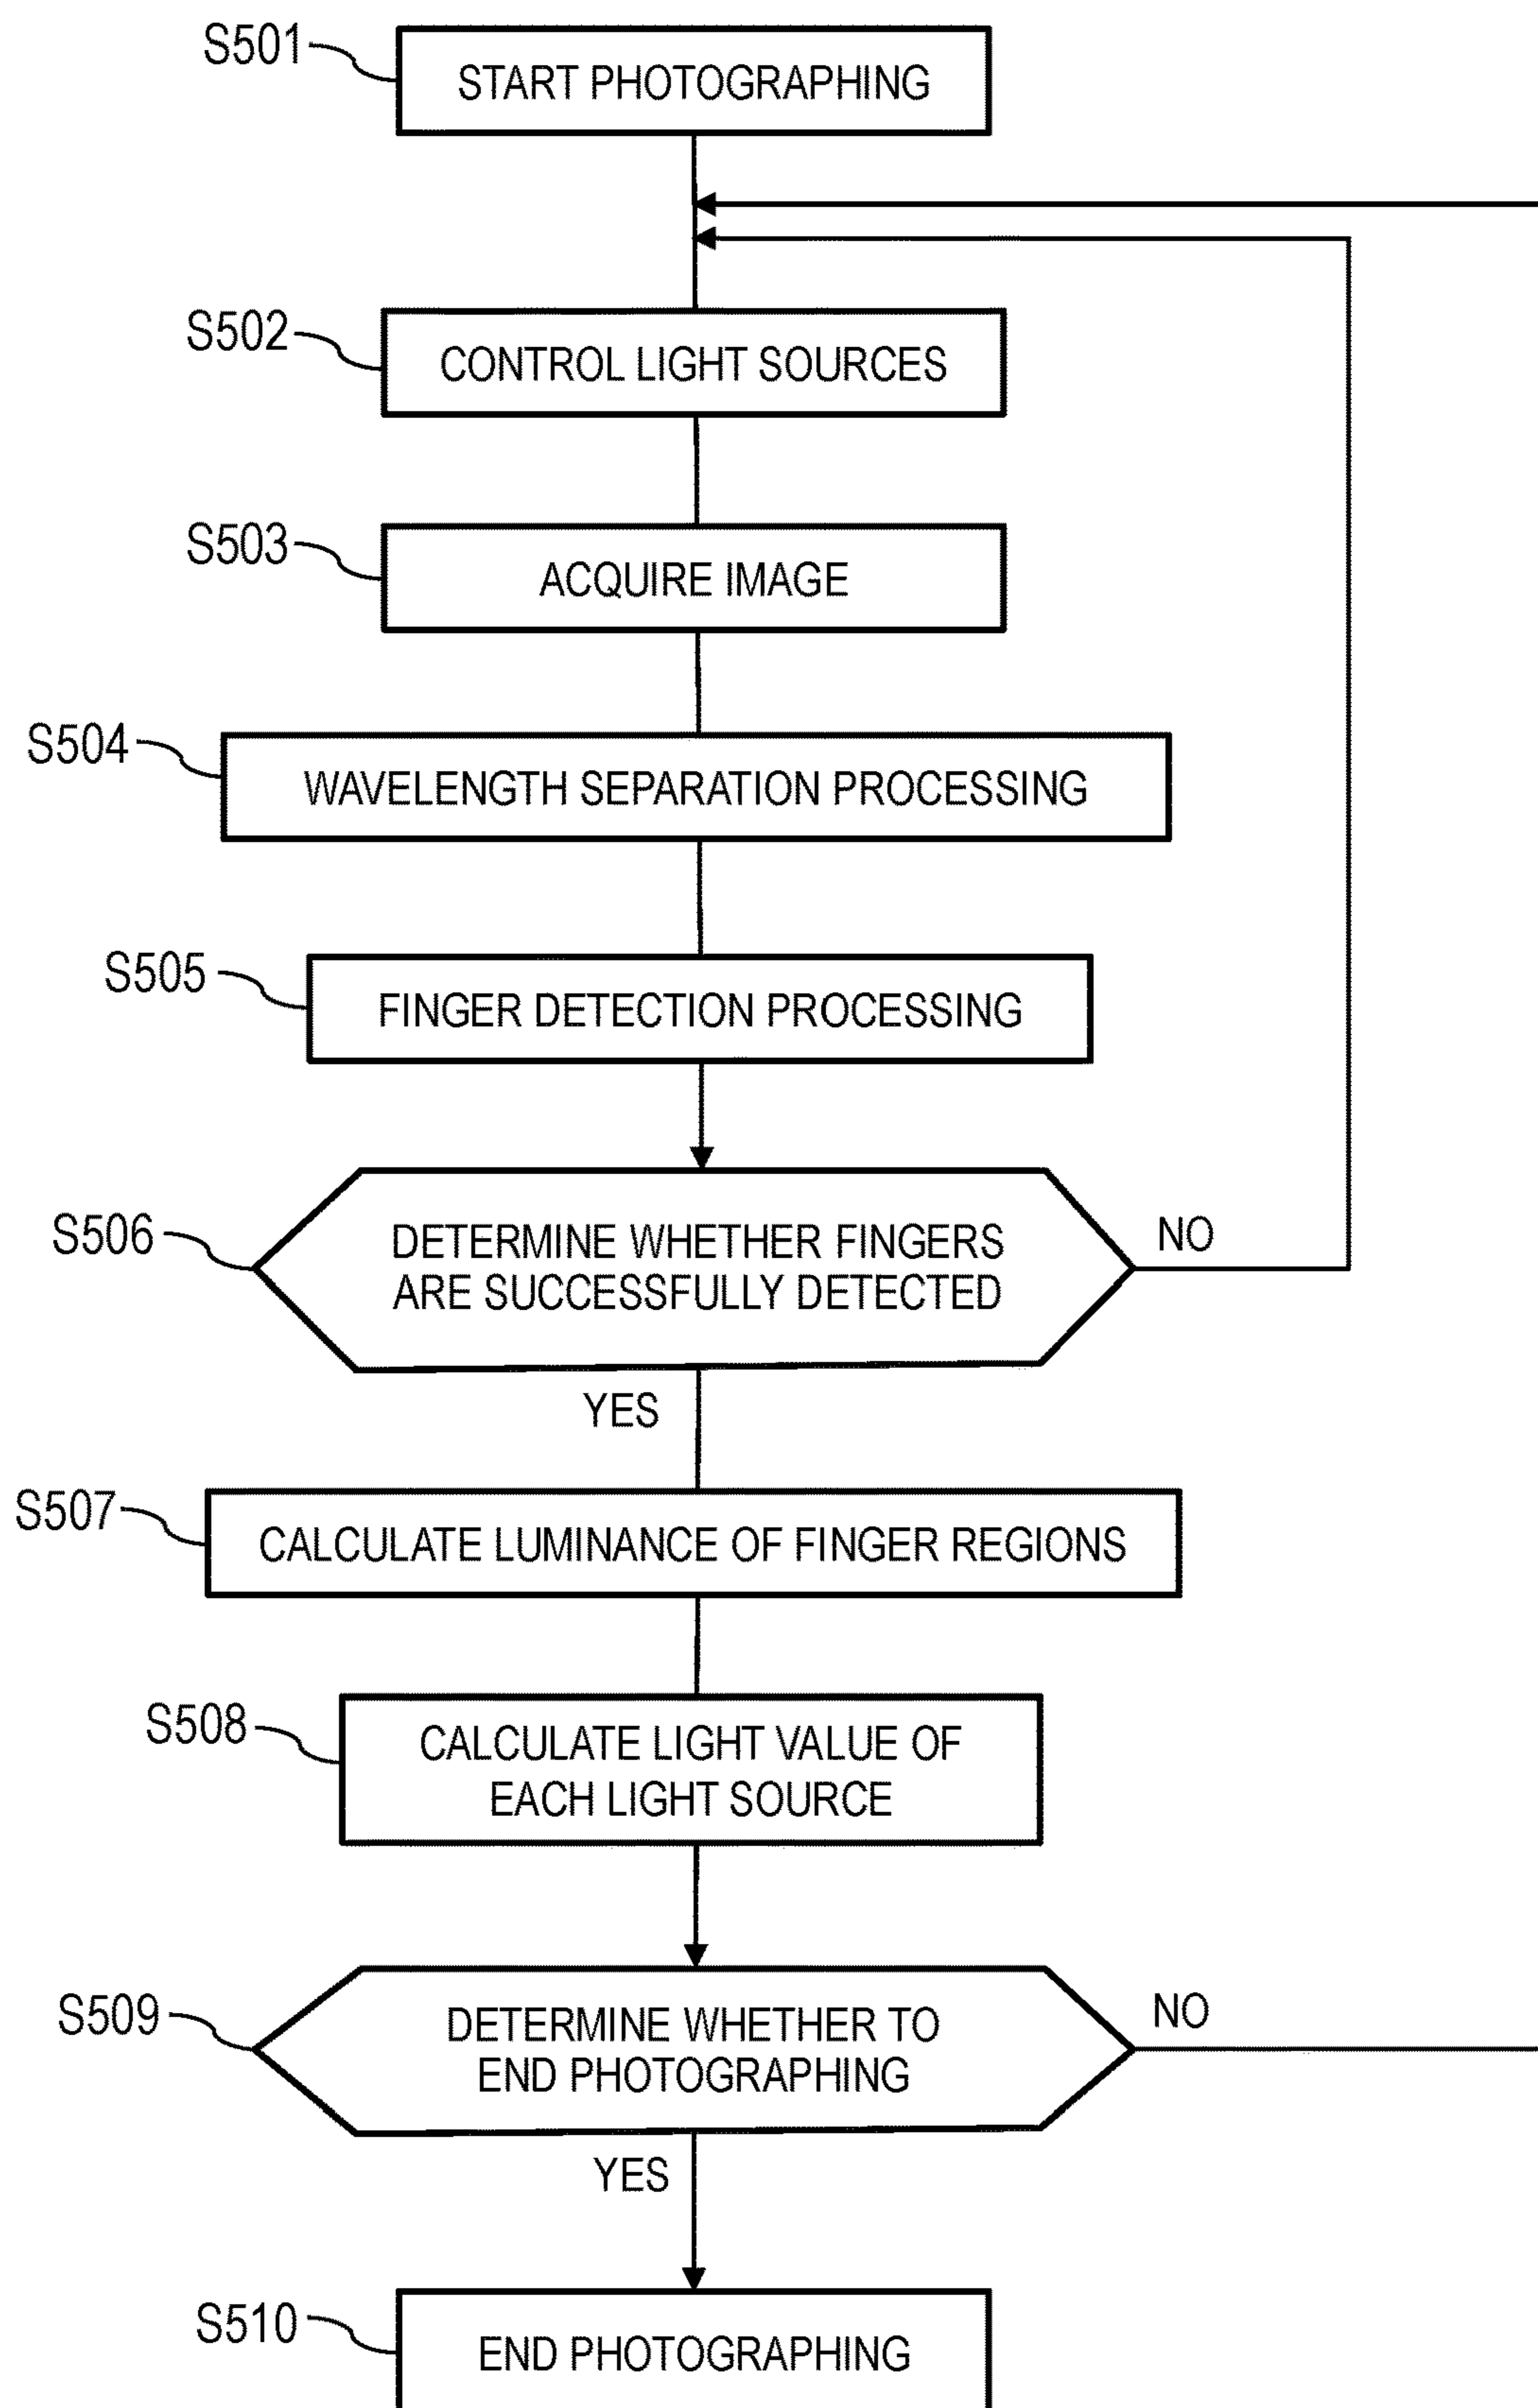 S501
START PHOTOGRAPHING
S502
CONTROL LIGHT SOURCES
S503
ACQUIRE IMAGE
S504
WAVELENGTH SEPARATION PROCESSING
S505
FINGER DETECTION PROCESSING
S506
DETERMINE WHETHER FINGERS
ARE SUCCESSFULLY DETECTED
NO
YES
S507
CALCULATE LUMINANCE OF FINGER REGIONS
S508
CALCULATE LIGHT VALUE OF
EACH LIGHT SOURCE
S509
DETERMINE WHETHER TO
END PHOTOGRAPHING
NO
YES
S510
END PHOTOGRAPHING